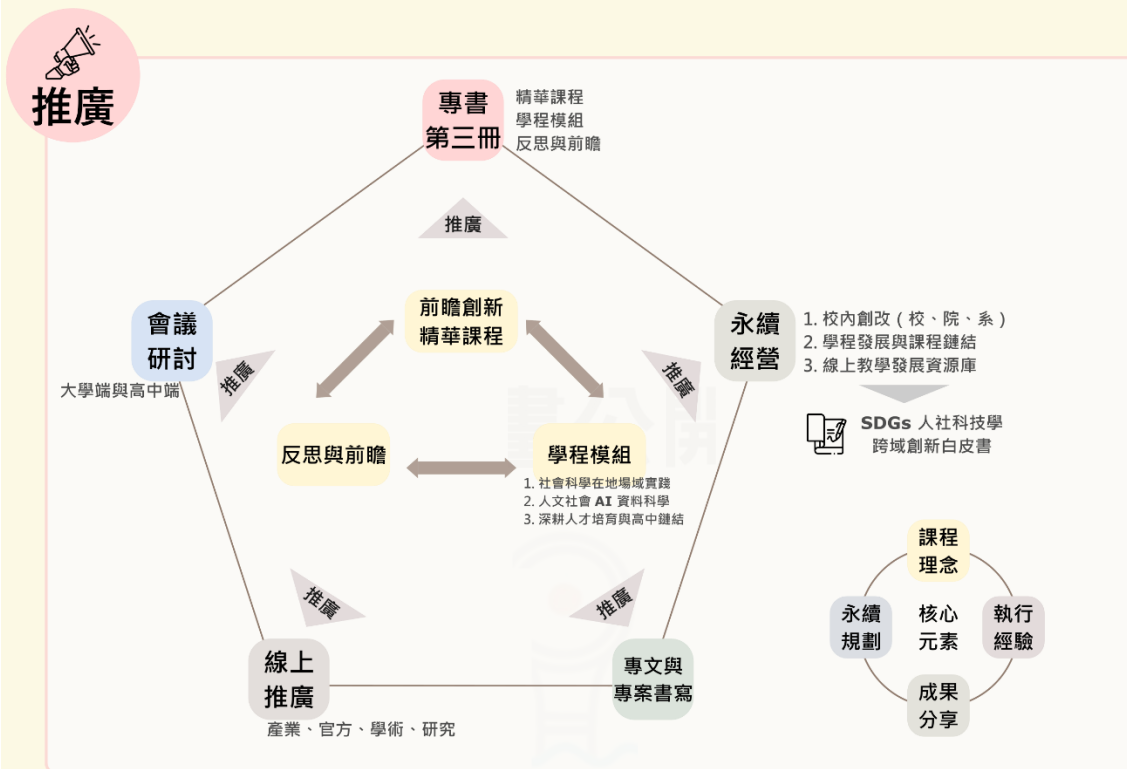 推廣
專書
第三冊
精華課程
學程模組
反思與前瞻
推廣
會議
研討
大學端與高中端
推廣
前瞻創新
精華課程
推廣
永續
經營
1. 校內創改（校、院、系）
2. 學程發展與課程鏈結
3. 線上教學發展資源庫
SDGs 人社科技學
跨域創新白皮書
反思與前瞻
學程模組
1. 社會科學在地場域實踐
2. 人文社會 AI 資料科學
3. 深耕人才培育與高中鏈結
推廣
推廣
線上
推廣
產業、官方、學術、研究
專文與
專案書寫
課程
理念
永續
規劃
核心
元素
執行
經驗
成果
分享